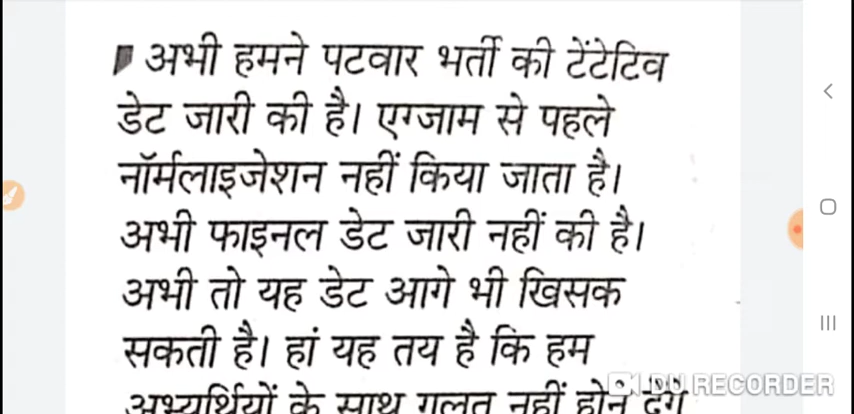 अभी हमने पटवार भर्ती की टेंटेटिव
डेट जारी की है। एग्जाम से पहले
नॉर्मलाइजेशन नहीं किया जाता है।
अभी फाइनल डेट जारी नहीं की है।
अभी तो यह डेट आगे भी खिसक
सकती है। हां यह तय है कि हम
अभ्यर्थियों के साथ गलत नहीं होने देंगे
DU RECORDER